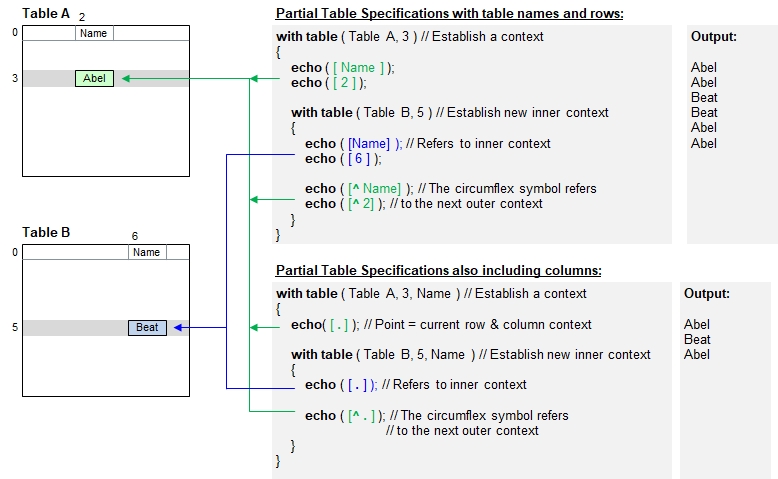 Table A 2
0 Name
3 Abel
Table B
6
0 Name
5 Beat
Partial Table Specifications with table names and rows:
with table ( Table A, 3 ) // Establish a context
{
echo ( [ Name ] );
echo ( [ 2 ] );
with table ( Table B, 5 ) // Establish new inner context
{
echo ( [Name] ); // Refers to inner context
echo ( [ 6 ] );
echo ( [^ Name] ); // The circumflex symbol refers
echo ( [^ 2] ); // to the next outer context
}
}
Output:
Abel
Abel
Beat
Beat
Abel
Abel
Partial Table Specifications also including columns:
with table ( Table A, 3, Name ) // Establish a context
{
echo( [ . ] ); // Point = current row & column context
with table ( Table B, 5, Name ) // Establish new inner context
{
echo ( [ . ] ); // Refers to inner context
echo ( [^ . ] ); // The circumflex symbol refers
// to the next outer context
}
}
Output:
Abel
Beat
Abel